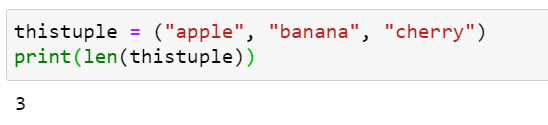 thistuple = ("apple", "banana", "cherry")
print(len(thistuple))
3